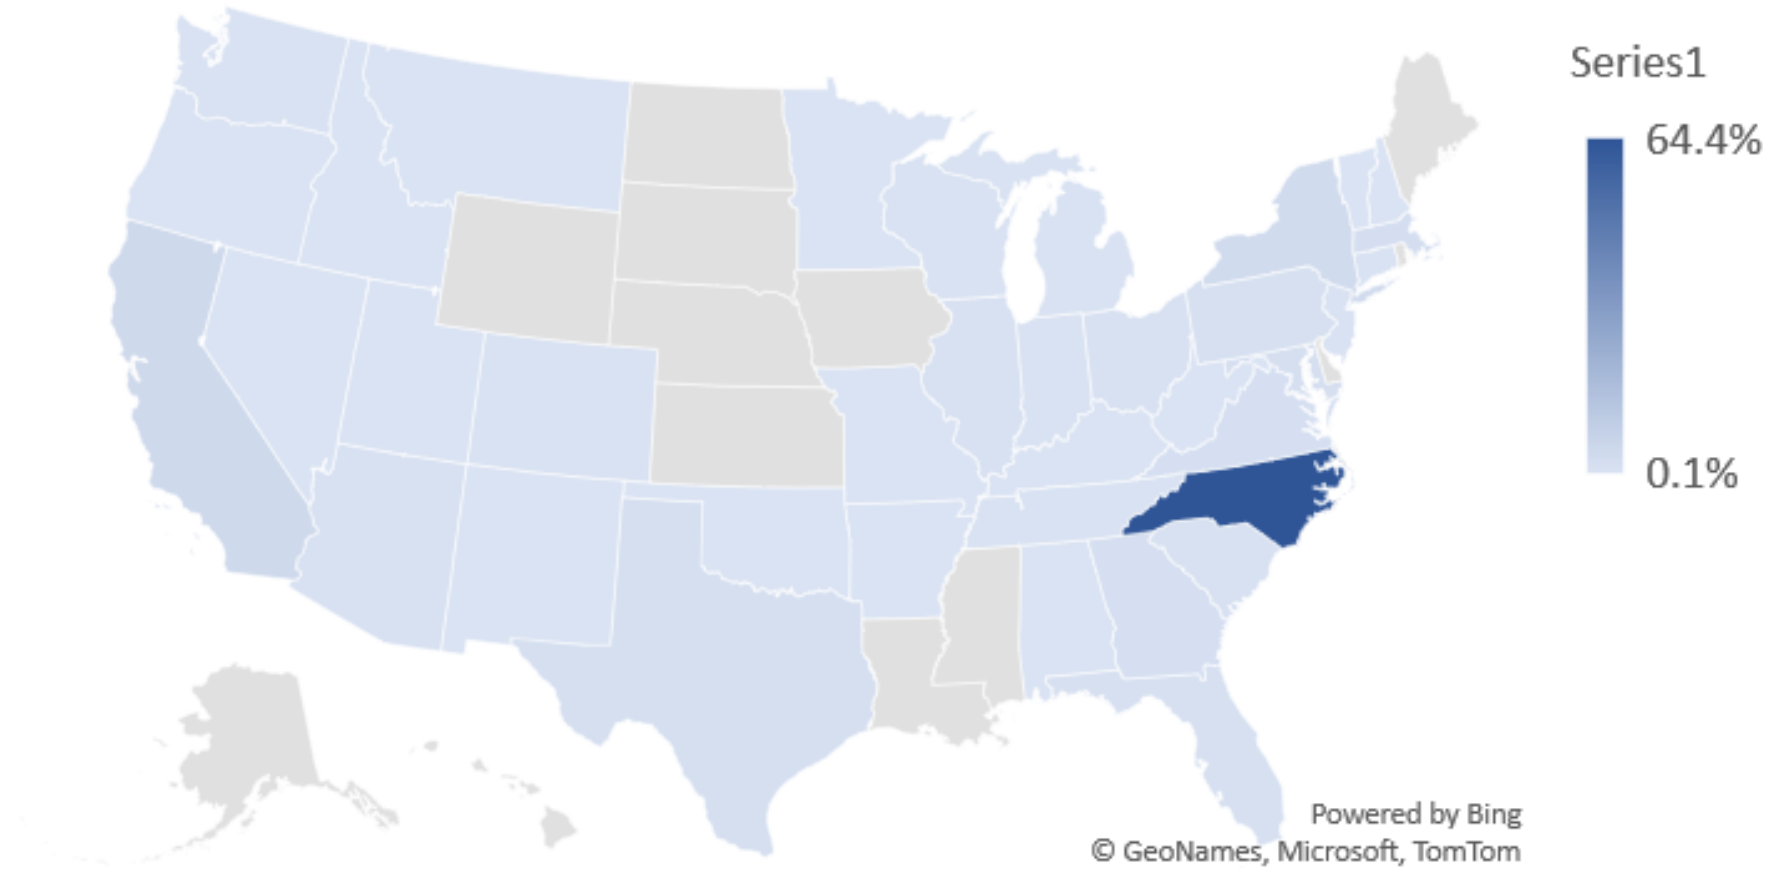 Series1
64.4%
0.1%
Powered by Bing
© GeoNames, Microsoft, TomTom